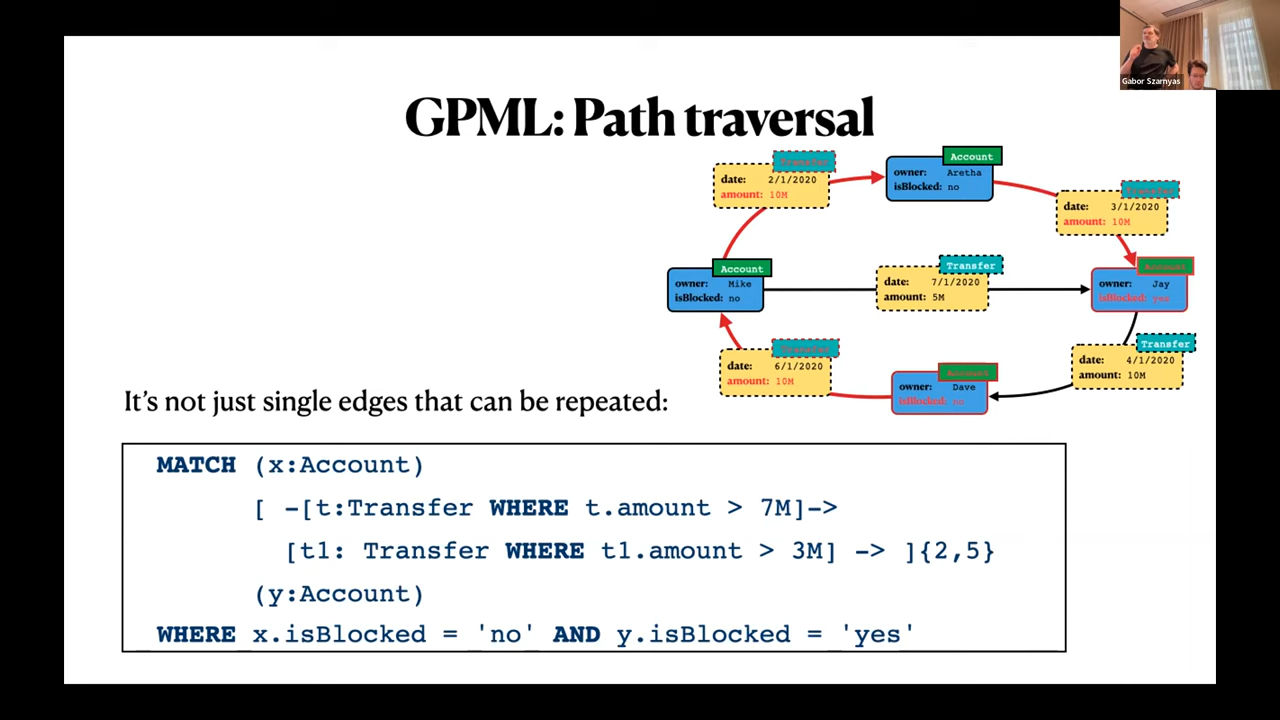 Gabor Szarnyas
GPML: Path traversal
Transfer
date: 2/1/2020
amount: 10M
Account
owner: Aretha
isBlocked: no
Transfer
date: 3/1/2020
amount: 10M
Account
owner: Mike
isBlocked: no
Transfer
date: 7/1/2020
amount: 5M
Account
owner: Jay
isBlocked: yes
Transfer
date: 6/1/2020
amount: 10M
Account
owner: Dave
isBlocked: no
Transfer
date: 4/1/2020
amount: 10M
It's not just single edges that can be repeated:
MATCH (x:Account)
[ -[t:Transfer WHERE t.amount > 7M]->
[t1: Transfer WHERE t1.amount > 3M] -> ]{2,5}
(y:Account)
WHERE x.isBlocked = 'no' AND y.isBlocked = 'yes'